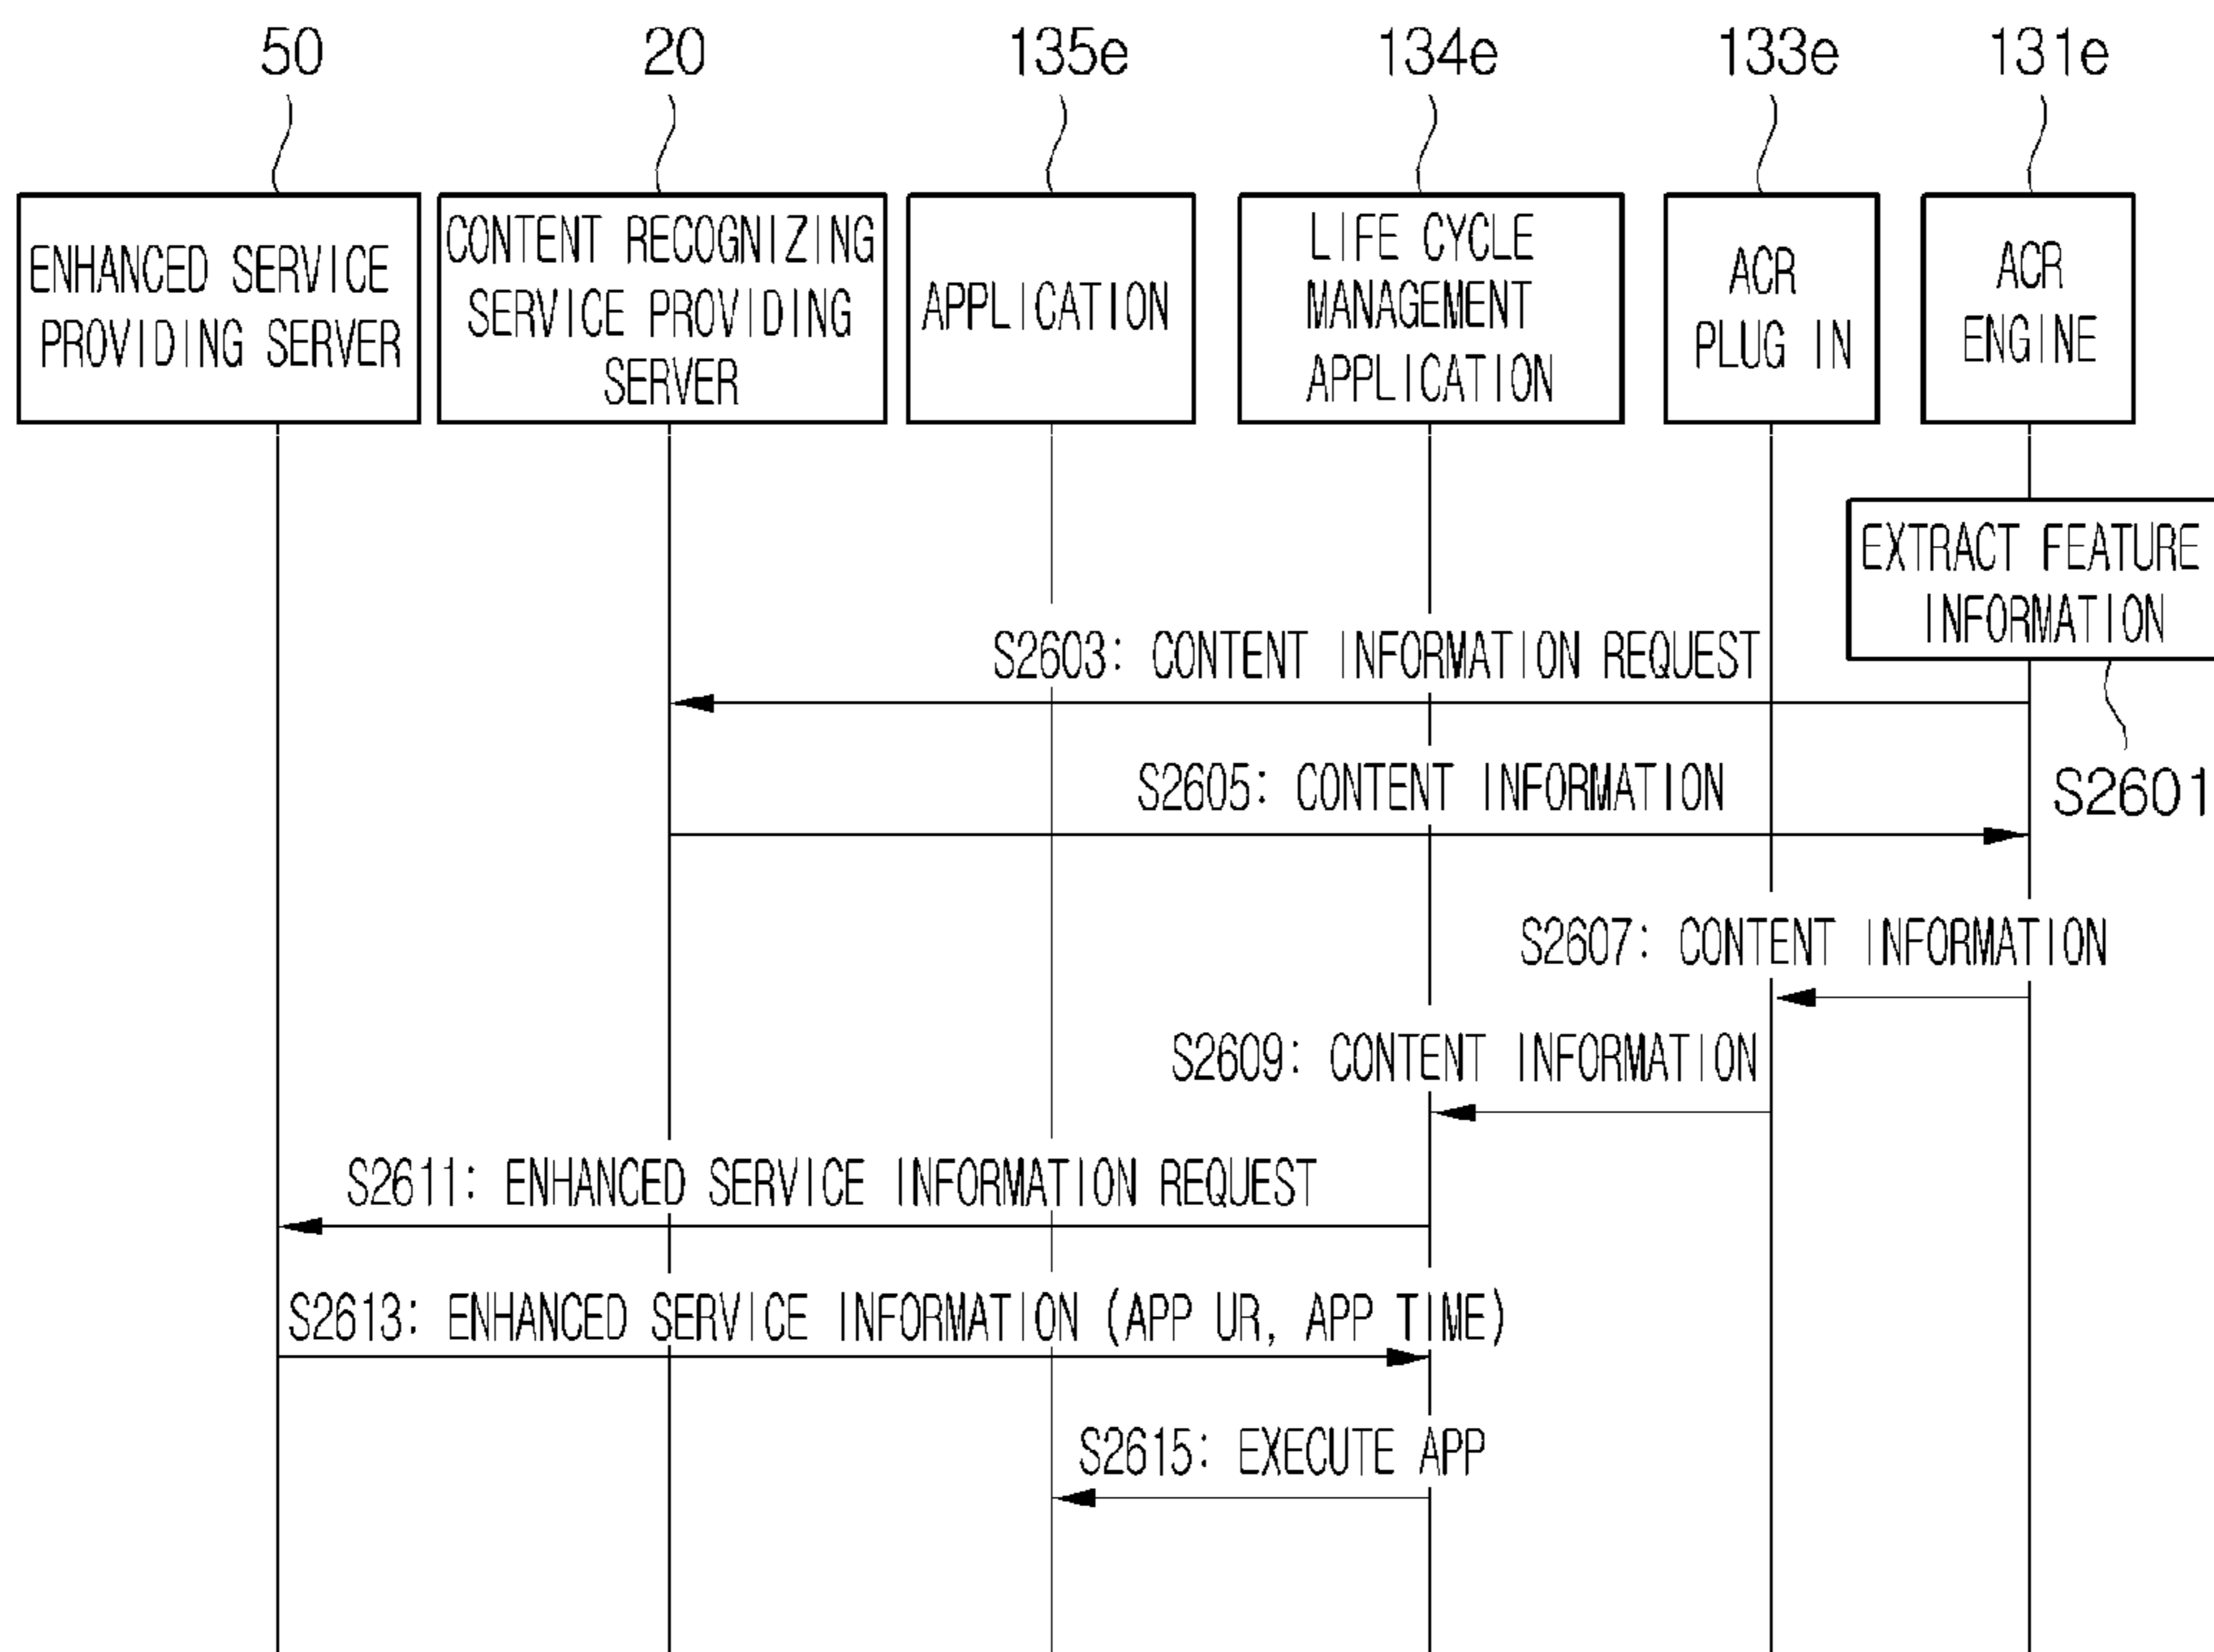 50
20
135e
134e
133e
131e
ENHANCED SERVICE
PROVIDING SERVER
CONTENT RECOGNIZING
SERVICE PROVIDING
SERVER
APPLICATION
LIFE CYCLE
MANAGEMENT
APPLICATION
ACR
PLUG IN
ACR
ENGINE
EXTRACT FEATURE
INFORMATION
S2603: CONTENT INFORMATION REQUEST
S2605: CONTENT INFORMATION
S2601
S2607: CONTENT INFORMATION
S2609: CONTENT INFORMATION
S2611: ENHANCED SERVICE INFORMATION REQUEST
S2613: ENHANCED SERVICE INFORMATION (APP UR, APP TIME)
S2615: EXECUTE APP